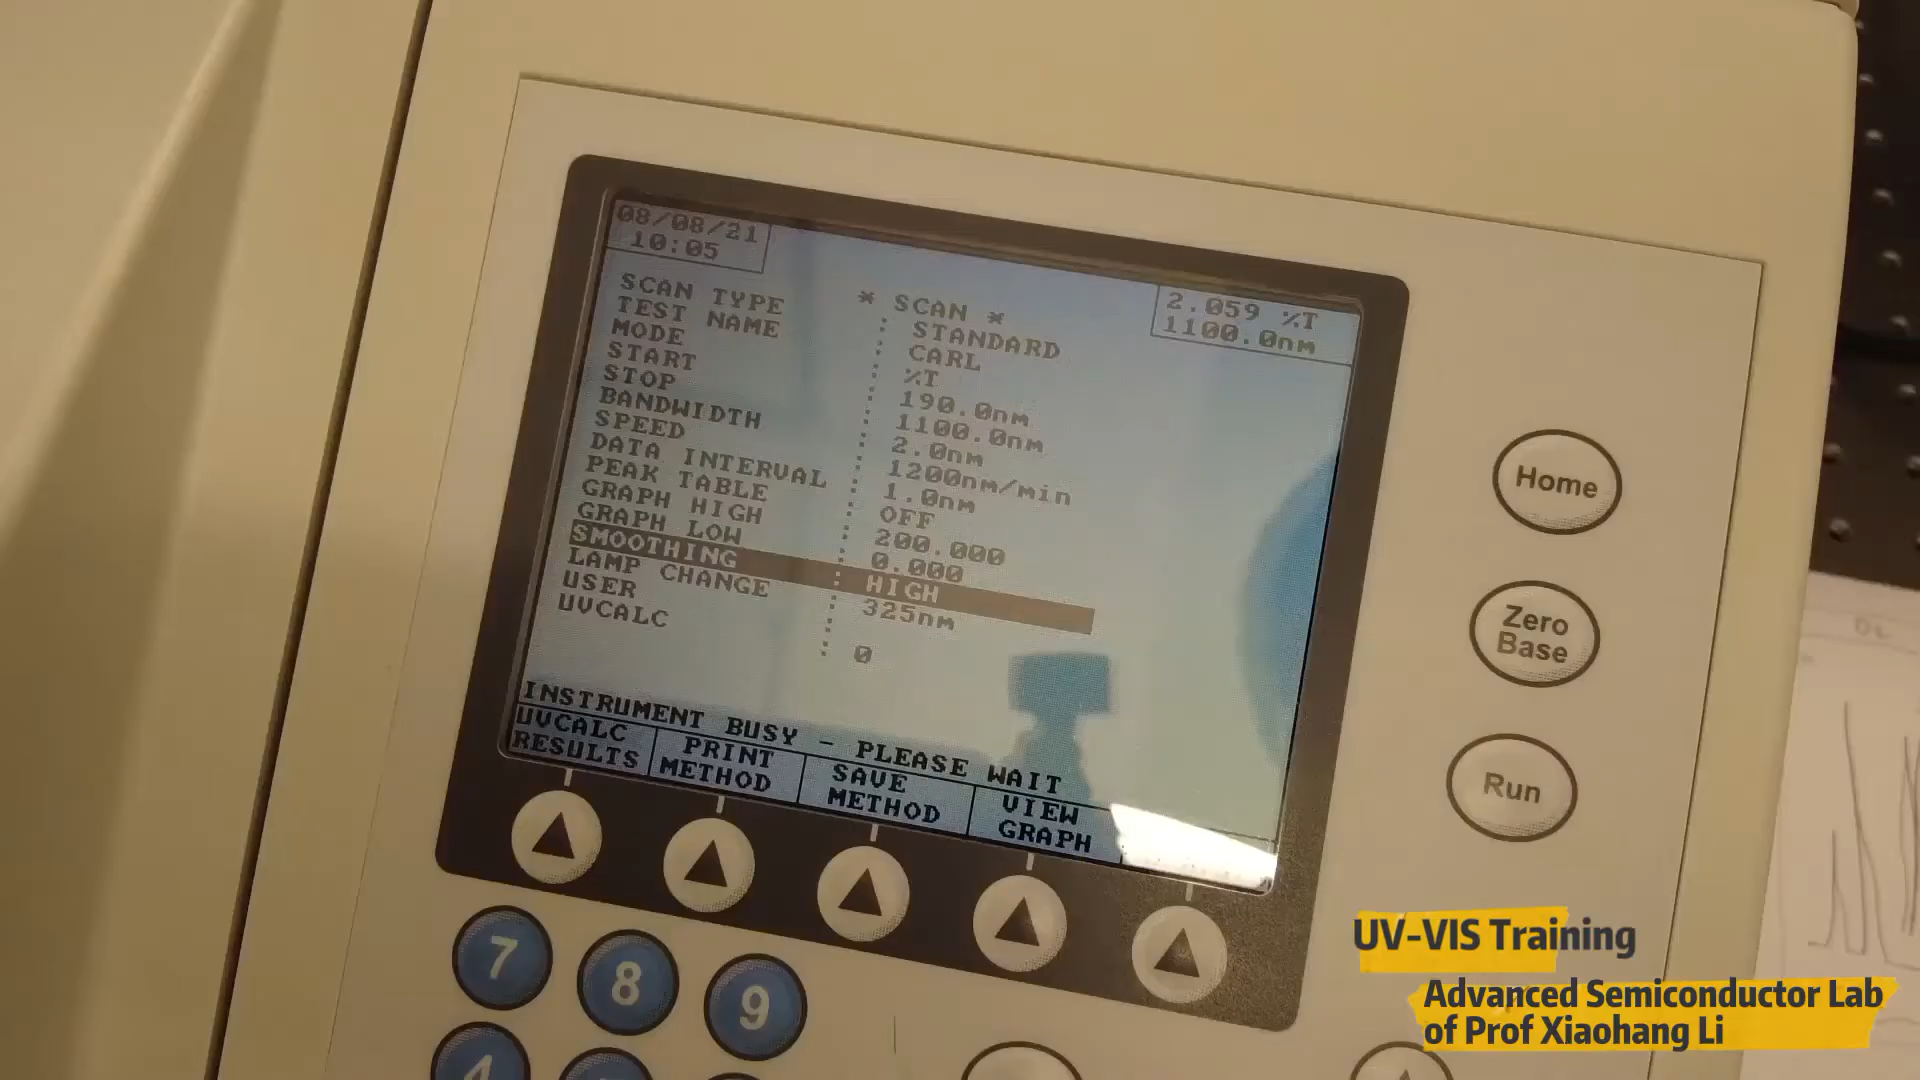 08/08/21
10:05
* SCAN *
2.059 %T
1100.0nm
SCAN TYPE : STANDARD
TEST NAME : CARL
MODE : %T
START : 190.0nm
STOP : 1100.0nm
BANDWIDTH : 2.0nm
SPEED : 1200nm/min
DATA INTERVAL : 1.0nm
PEAK TABLE : OFF
GRAPH HIGH : 200.000
GRAPH LOW : 0.000
SMOOTHING : HIGH
LAMP CHANGE : 325nm
USER :
UVCALC : 0
INSTRUMENT BUSY - PLEASE WAIT
UVCALC
RESULTS
PRINT
METHOD
SAVE
METHOD
VIEW
GRAPH
Home
Zero
Base
Run
7
8
9
4
UV-VIS Training
Advanced Semiconductor Lab
of Prof Xiaohang Li